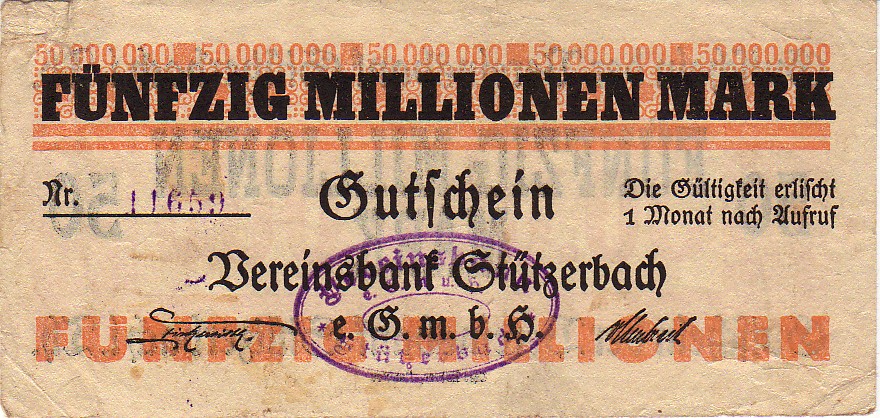 50 000 000 50 000 000 50 000 000 50 000 000 50 000 000
FÜNFZIG MILLIONEN MARK
Nr. 11659
Gutschein
Die Gültigkeit erlischt
1 Monat nach Aufruf
Vereinsbank Stützerbach
e. G. m. b. H.
FÜNFZIG MILLIONEN